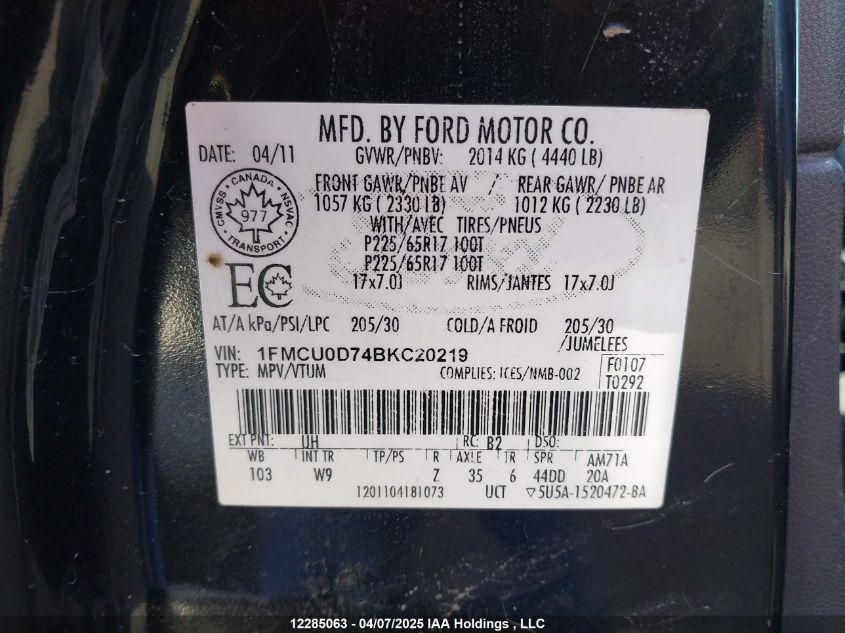 MFD. BY FORD MOTOR CO.
DATE: 04/11 GVWR/PNBV: 2014 KG ( 4440 LB)
FRONT GAWR/PNBE AV / REAR GAWR/ PNBE AR
1057 KG ( 2330 LB) 1012 KG ( 2230 LB)
WITH/AVEC TIRES/PNEUS
P225/65R17 100T
P225/65R17 100T
17x7.0J RIMS/JANTES 17x7.0J
CMVSS - CANADA - NSVAC
977
TRANSPORT
EC
AT/A kPa/PSI/LPC 205/30 COLD/A FROID 205/30
/JUMELEES
VIN: 1FMCU0D74BKC20219
TYPE: MPV/VTUM COMPLIES: ICES/NMB-002
F0107
T0292
EXT PNT: UH RC: B2 DSO:
WB INT TR TP/PS R AXLE TR SPR AM71A
103 W9 Z 35 6 44DD 20A
1201104181073 UCT ▽5U5A-1520472-BA
12285063 - 04/07/2025 IAA Holdings , LLC